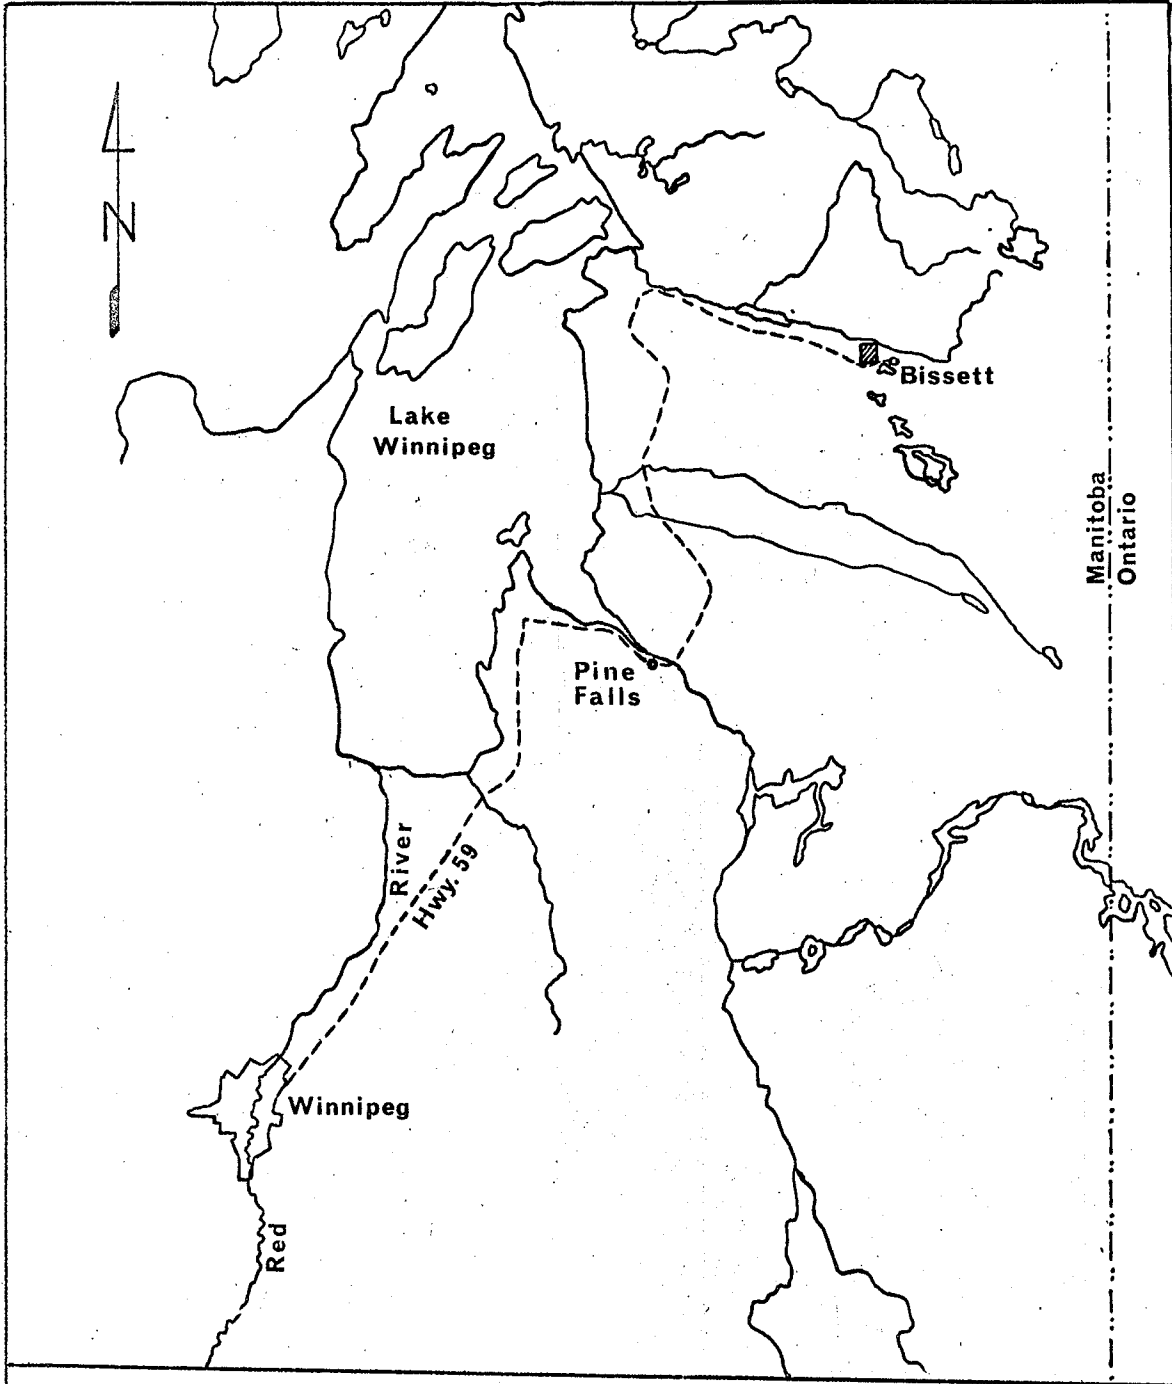 N
Bissett
Lake
Winnipeg
Manitoba
Ontario
Pine
Falls
River
Hwy. 59
Winnipeg
Red